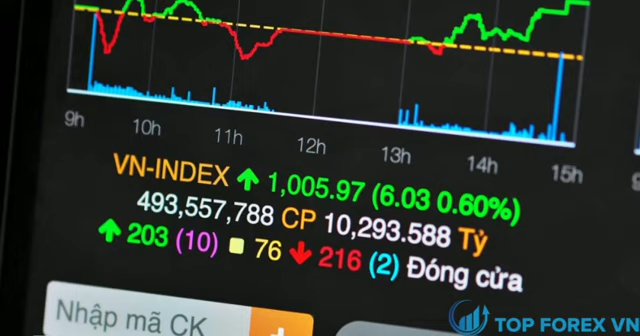 9h 10h 11h 12h 13h 14h 15h
VN-INDEX 1,005.97 (6.03 0.60%)
493,557,788 CP 10,293.588 Tỷ
203 (10) 76 216 (2) Đóng cửa
Nhập mã CK +
TOP FOREX VN